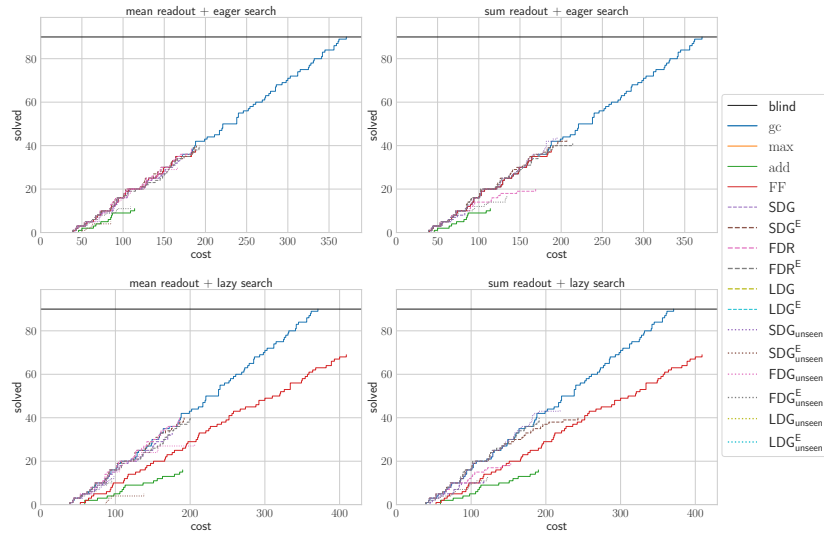 mean readout + eager search
sum readout + eager search
solved
80
60
40
20
0
0 50 100 150 200 250 300 350
cost
solved
80
60
40
20
0
0 50 100 150 200 250 300 350
cost
mean readout + lazy search
sum readout + lazy search
solved
80
60
40
20
0
0 100 200 300 400
cost
solved
80
60
40
20
0
0 100 200 300 400
cost
blind
gc
max
add
FF
SDG
SDG^E
FDR
FDR^E
LDG
LDG^E
SDG_unseen
SDG^E_unseen
FDG_unseen
FDG^E_unseen
LDG_unseen
LDG^E_unseen